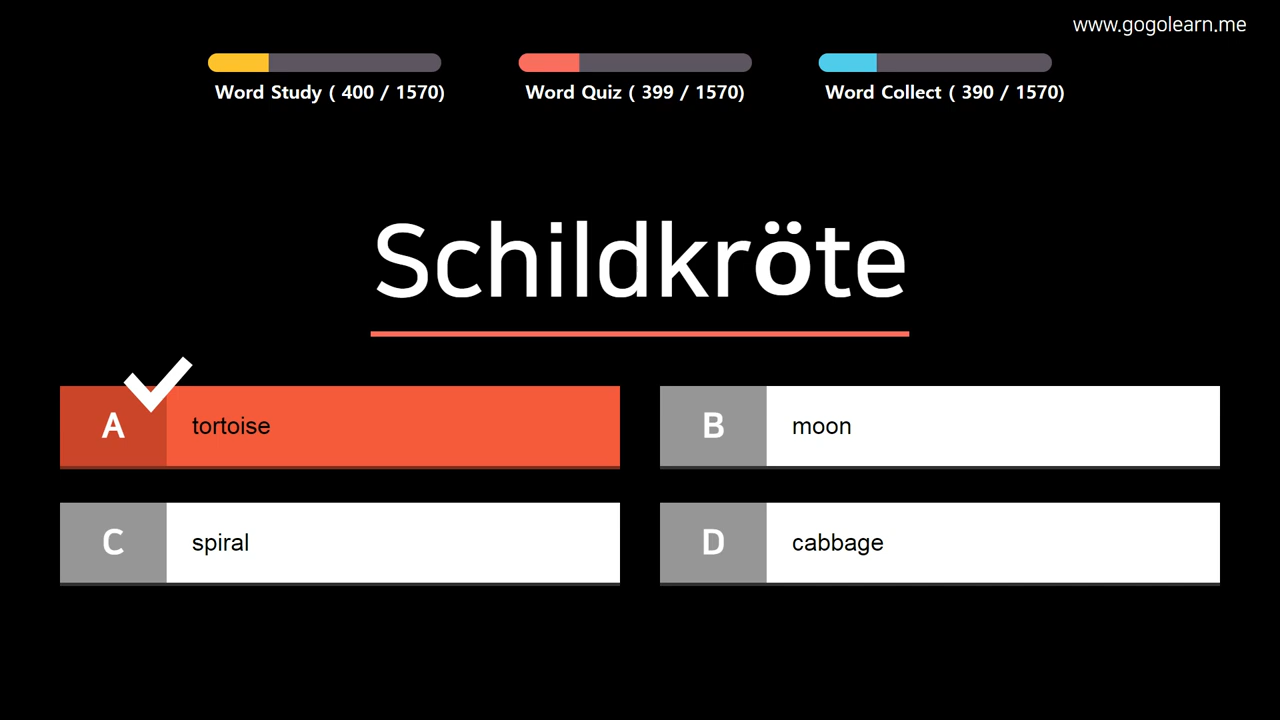 www.gogolearn.me
Word Study ( 400 / 1570)
Word Quiz ( 399 / 1570)
Word Collect ( 390 / 1570)
Schildkröte
A tortoise
B moon
C spiral
D cabbage